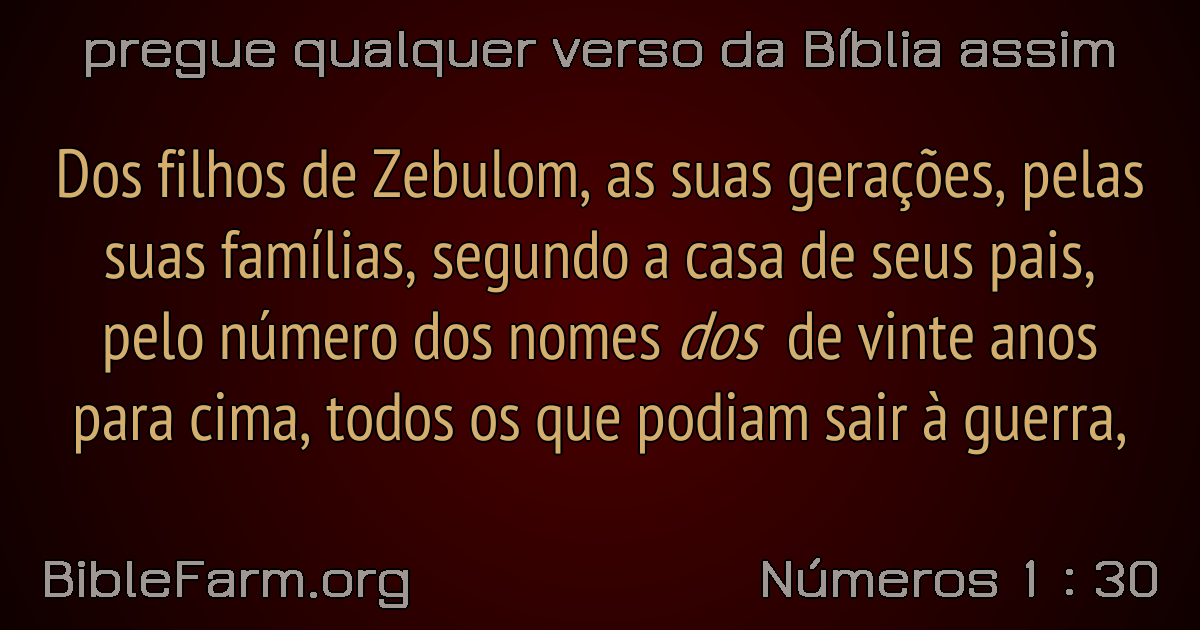 pregue qualquer verso da Bíblia assim
Dos filhos de Zebulom, as suas gerações, pelas
suas famílias, segundo a casa de seus pais,
pelo número dos nomes dos de vinte anos
para cima, todos os que podiam sair à guerra,
BibleFarm.org
Números 1 : 30